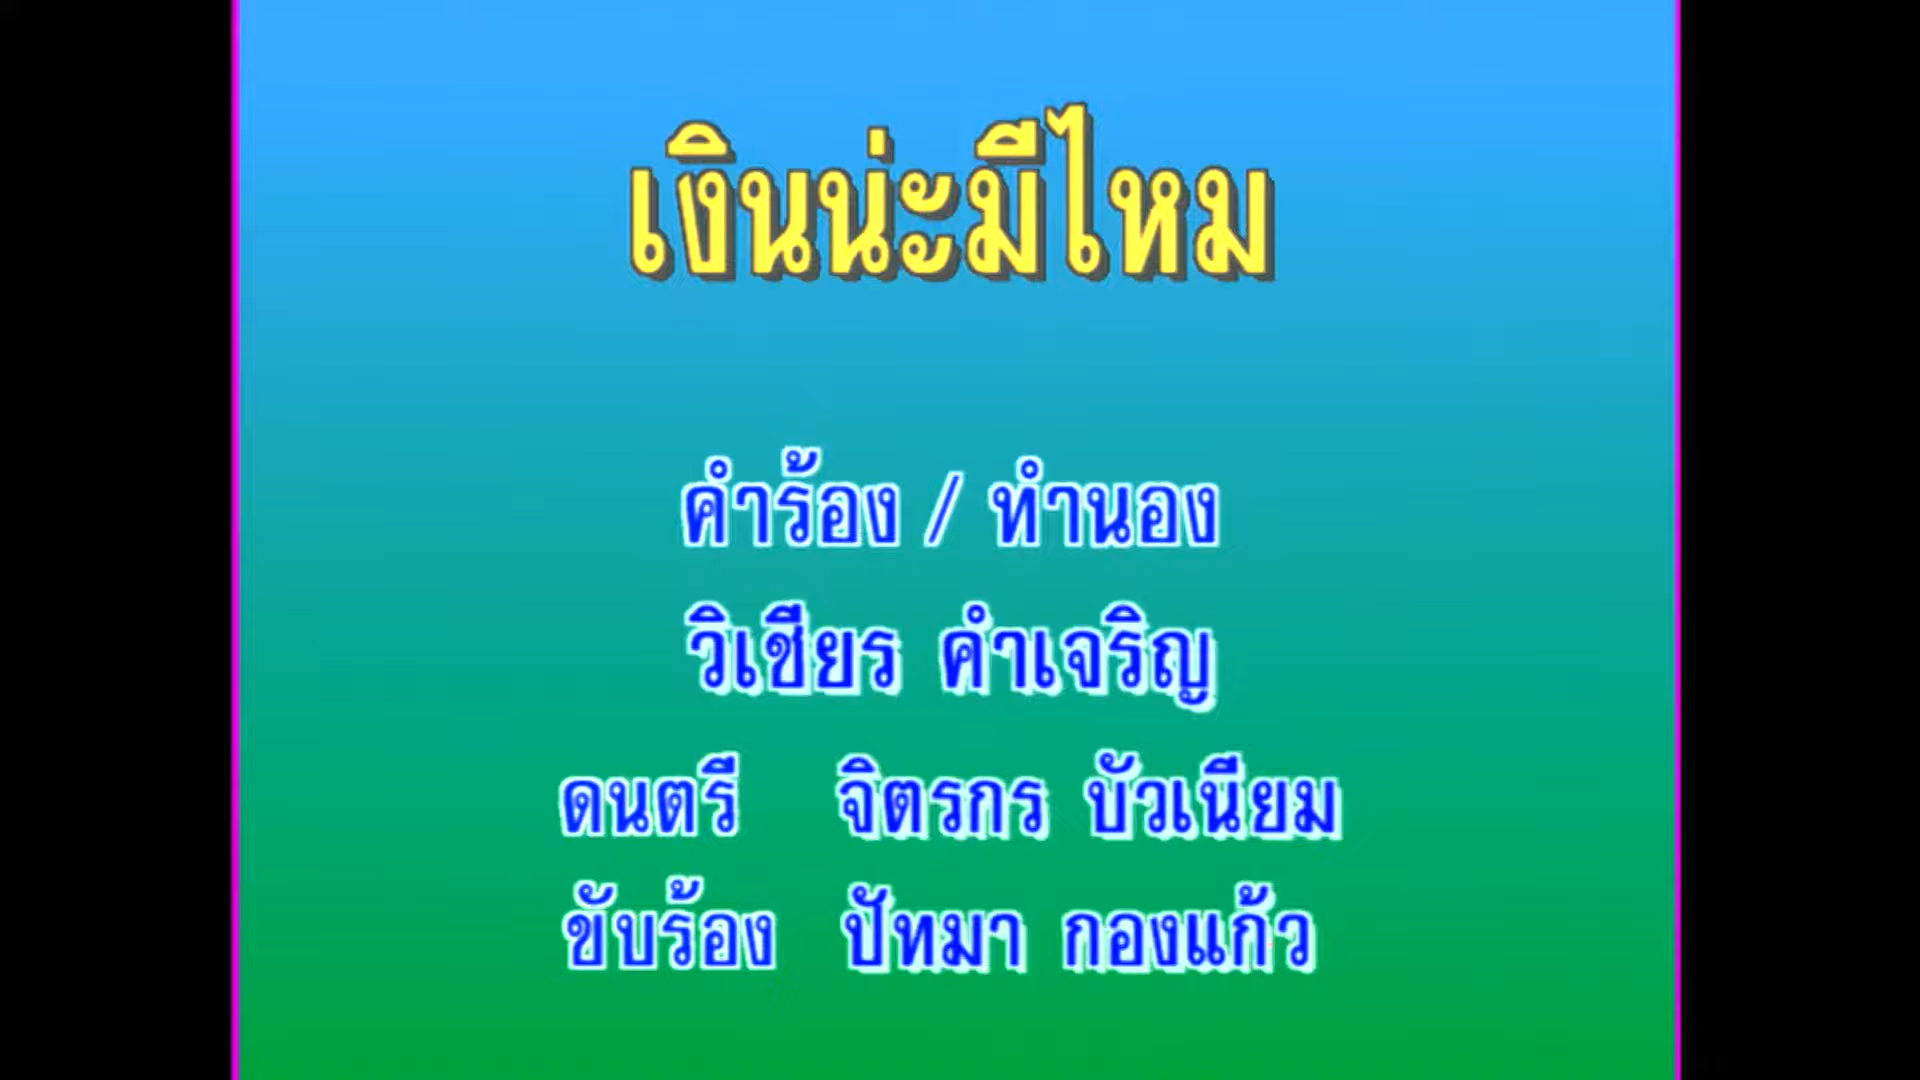 เงินน่ะมีไหม
คำร้อง / ทำนอง
วิเชียร คำเจริญ
ดนตรี จิตรกร บัวเนียม
ขับร้อง ปัทมา กองแก้ว